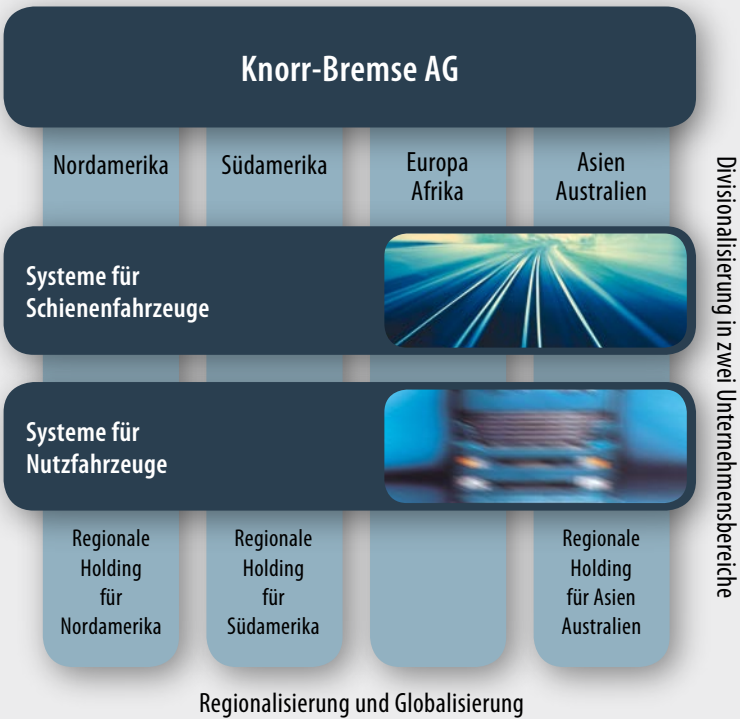 Knorr-Bremse AG
Nordamerika
Südamerika
Europa
Afrika
Asien
Australien
Systeme für
Schienenfahrzeuge
Systeme für
Nutzfahrzeuge
Regionale
Holding
für
Nordamerika
Regionale
Holding
für
Südamerika
Regionale
Holding
für Asien
Australien
Divisionalisierung in zwei Unternehmensbereiche
Regionalisierung und Globalisierung